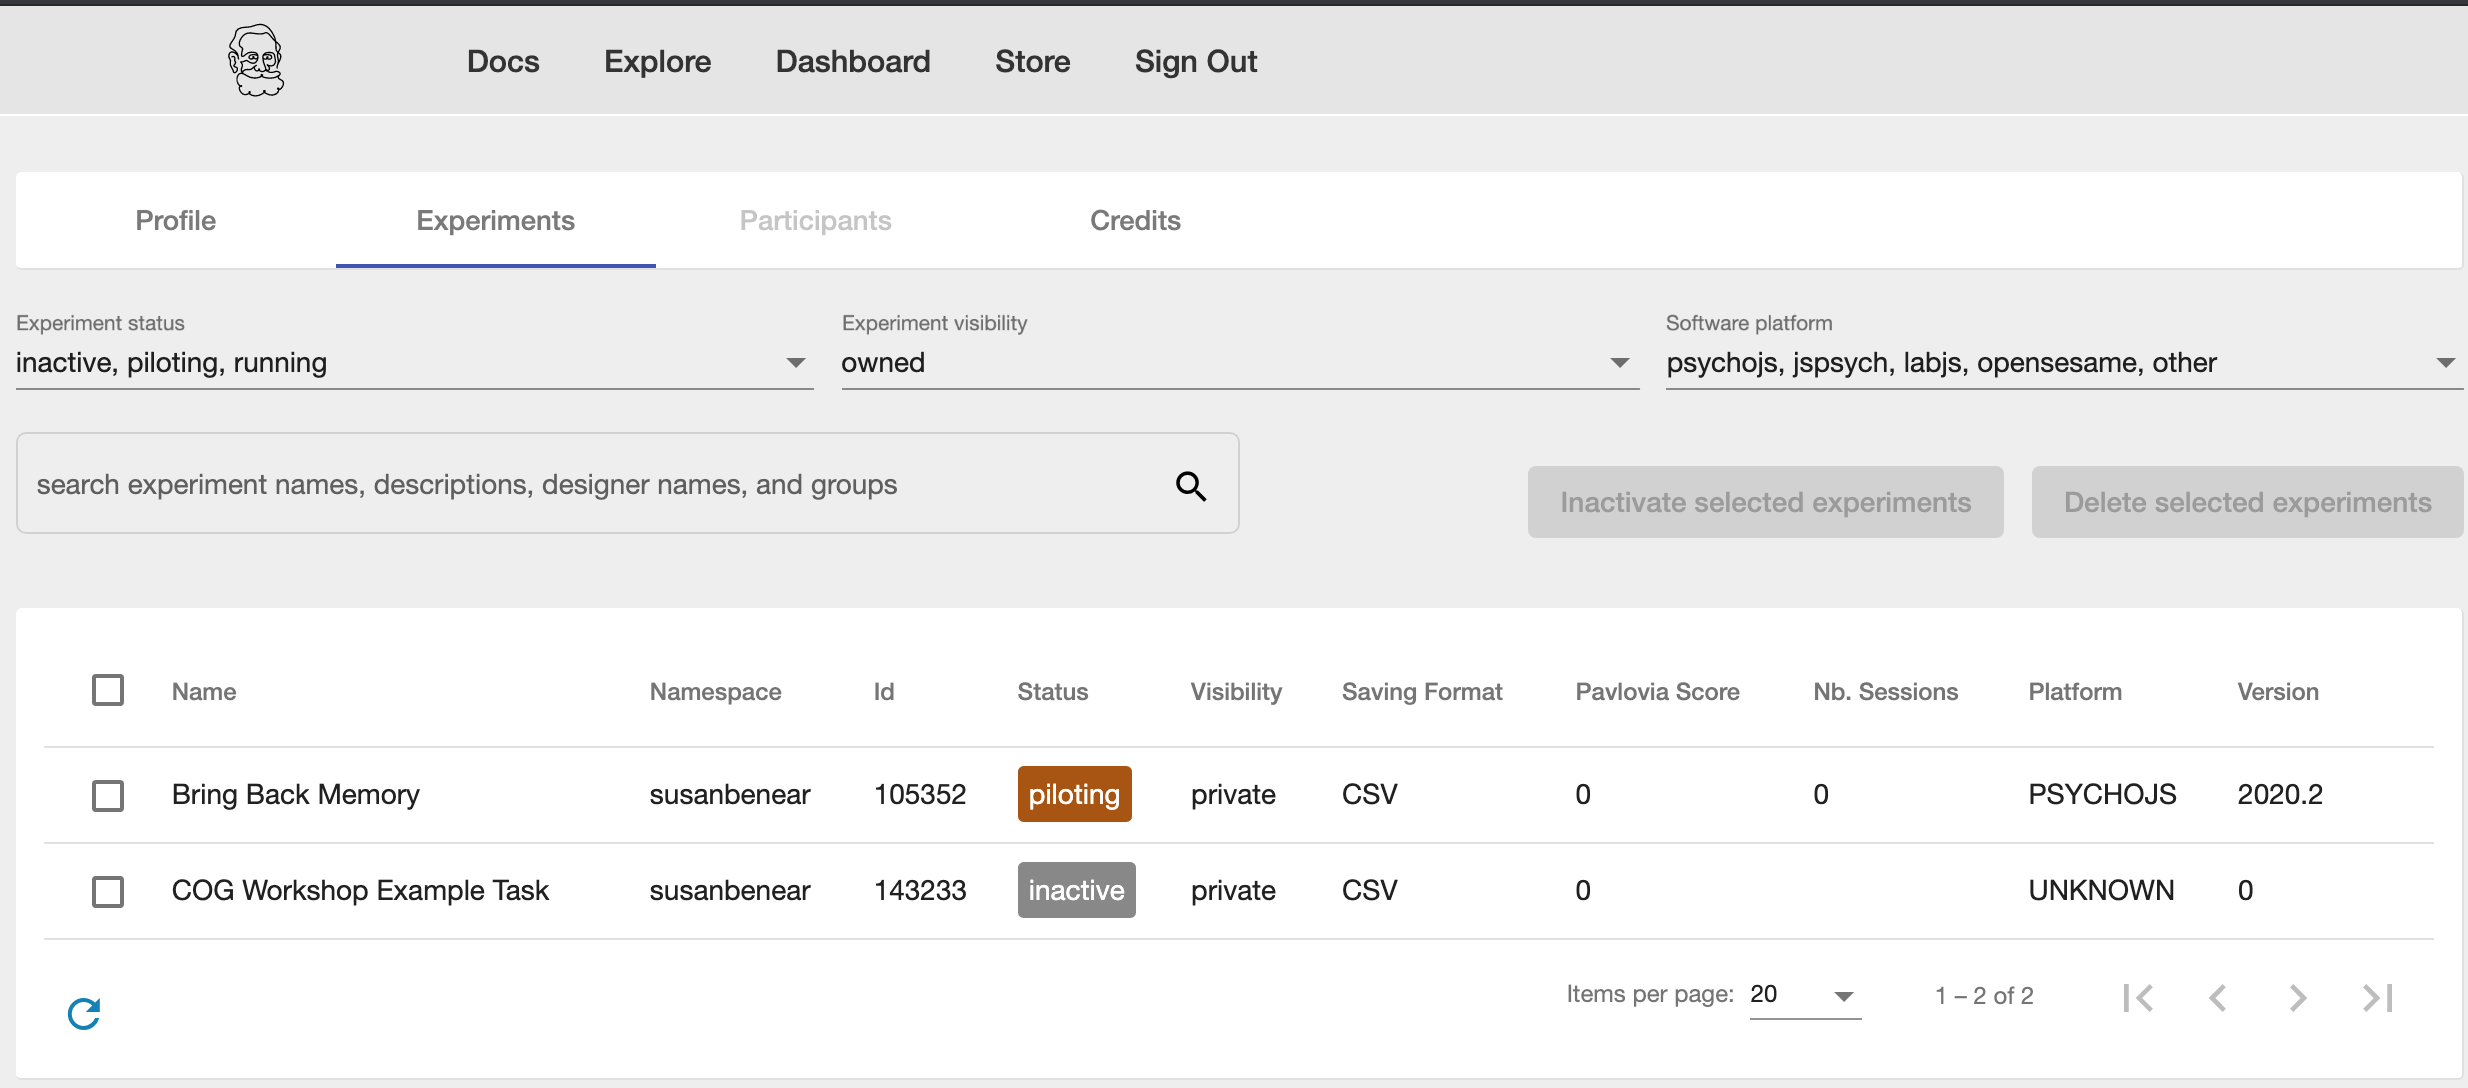 Docs Explore Dashboard Store Sign Out
Profile Experiments Participants Credits
Experiment status Experiment visibility Software platform
inactive, piloting, running owned psychojs, jspsych, labjs, opensesame, other
search experiment names, descriptions, designer names, and groups
Inactivate selected experiments Delete selected experiments
Name Namespace Id Status Visibility Saving Format Pavlovia Score Nb. Sessions Platform Version
Bring Back Memory susanbenear 105352 piloting private CSV 0 0 PSYCHOJS 2020.2
COG Workshop Example Task susanbenear 143233 inactive private CSV 0 UNKNOWN 0
Items per page: 20 1 – 2 of 2